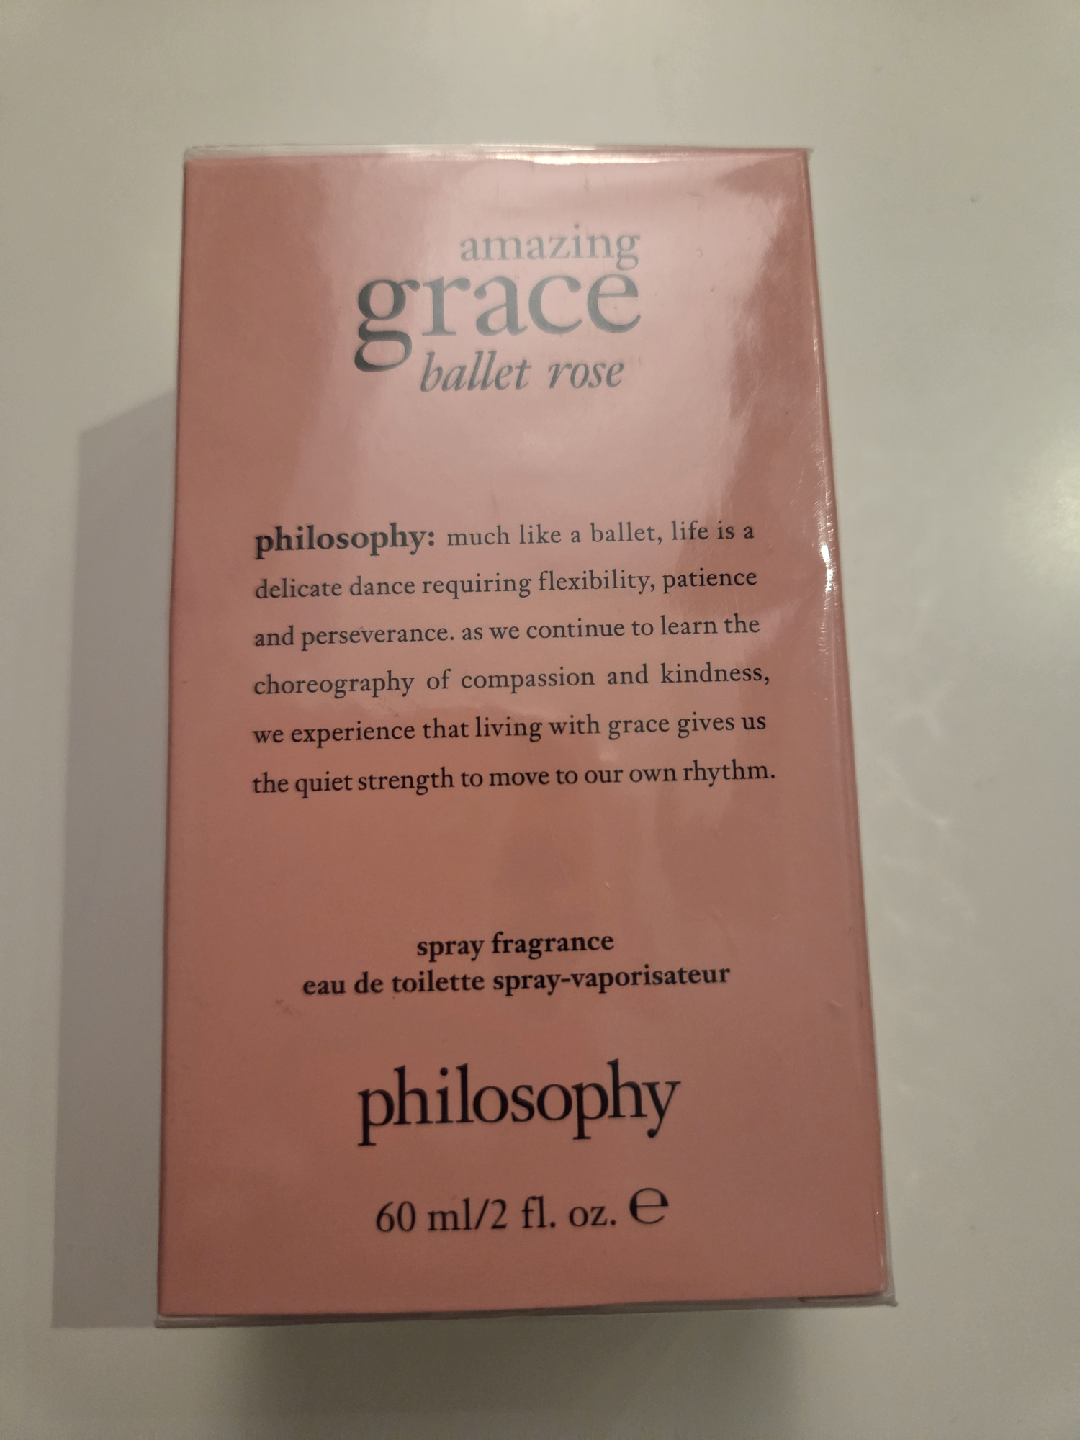 amazing
grace
ballet rose
philosophy: much like a ballet, life is a
delicate dance requiring flexibility, patience
and perseverance. as we continue to learn the
choreography of compassion and kindness,
we experience that living with grace gives us
the quiet strength to move to our own rhythm.
spray fragrance
eau de toilette spray-vaporisateur
philosophy
60 ml/2 fl. oz. ℮